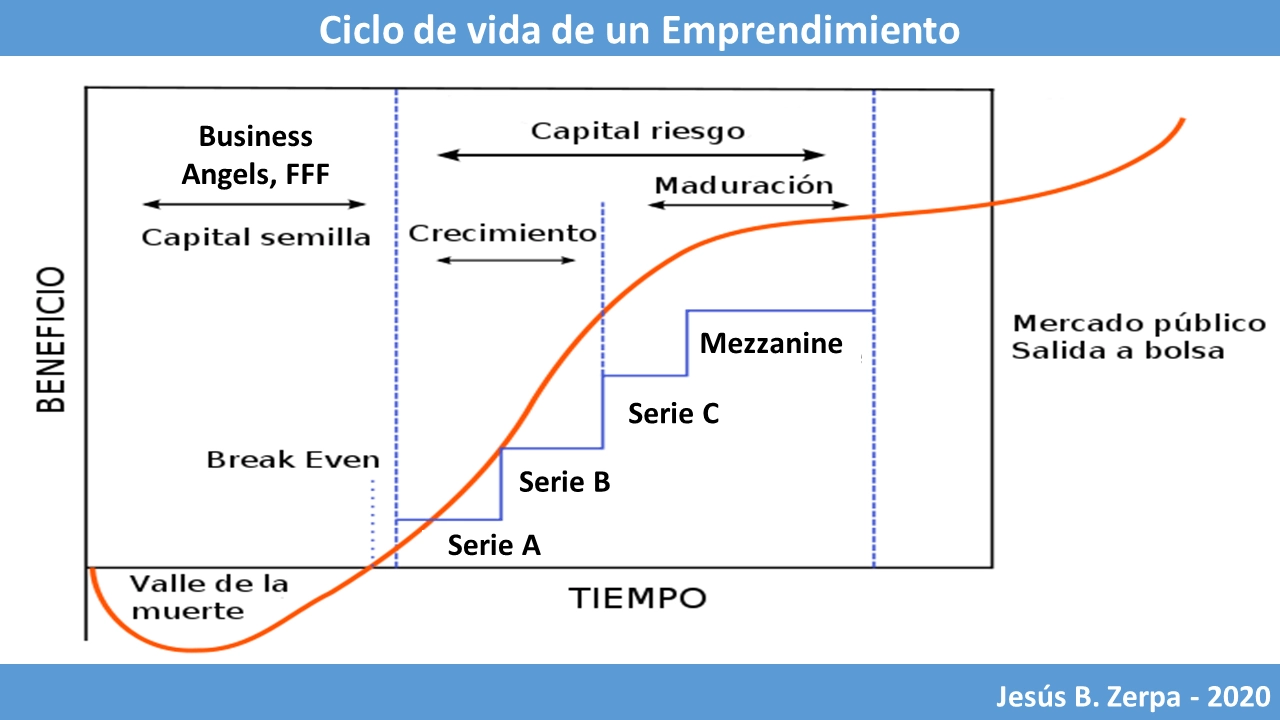 Ciclo de vida de un Emprendimiento
Business
Angels, FFF
Capital semilla
Capital riesgo
Maduración
Crecimiento
BENEFICIO
Mezzanine
Mercado público
Salida a bolsa
Serie C
Break Even
Serie B
Serie A
Valle de la
muerte
TIEMPO
Jesús B. Zerpa - 2020